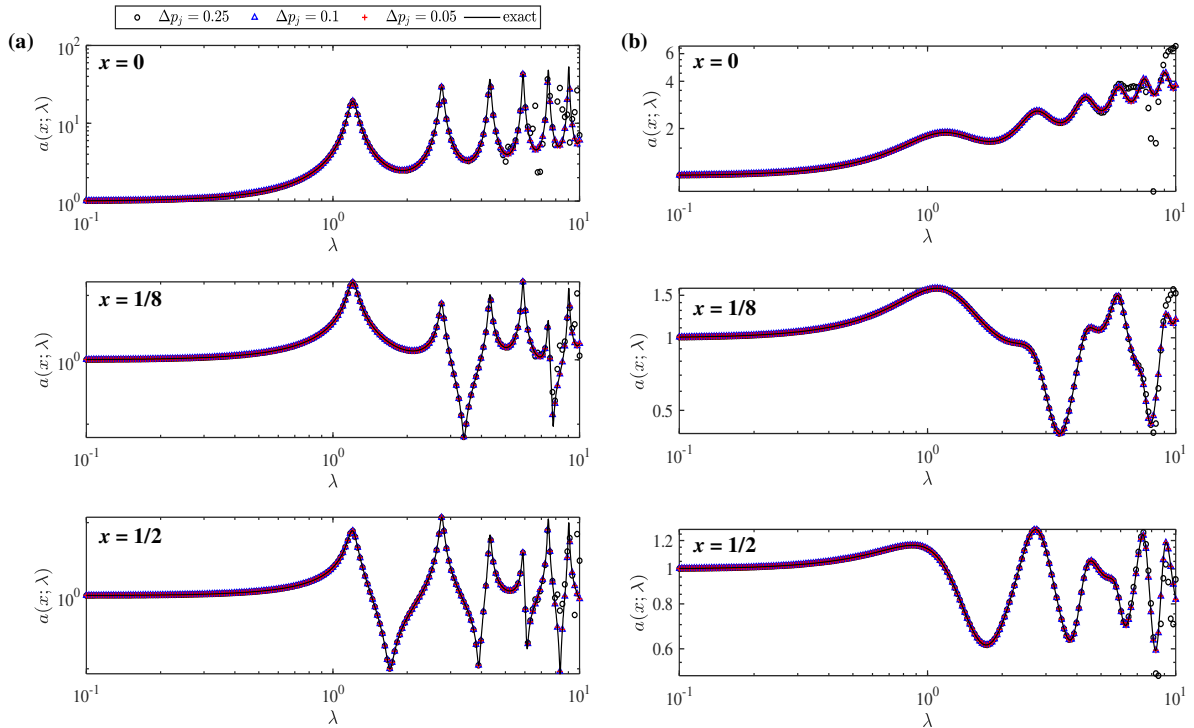 Δp_j = 0.25 Δp_j = 0.1 Δp_j = 0.05 exact
(a)
x = 0
10^2
10^1
10^0
a(x; λ)
10^-1 10^0 10^1
λ
x = 1/8
10^0
a(x; λ)
10^-1 10^0 10^1
λ
x = 1/2
10^0
a(x; λ)
10^-1 10^0 10^1
λ
(b)
x = 0
6
4
2
a(x; λ)
10^-1 10^0 10^1
λ
x = 1/8
1.5
1
0.5
a(x; λ)
10^-1 10^0 10^1
λ
x = 1/2
1.2
1
0.8
0.6
a(x; λ)
10^-1 10^0 10^1
λ